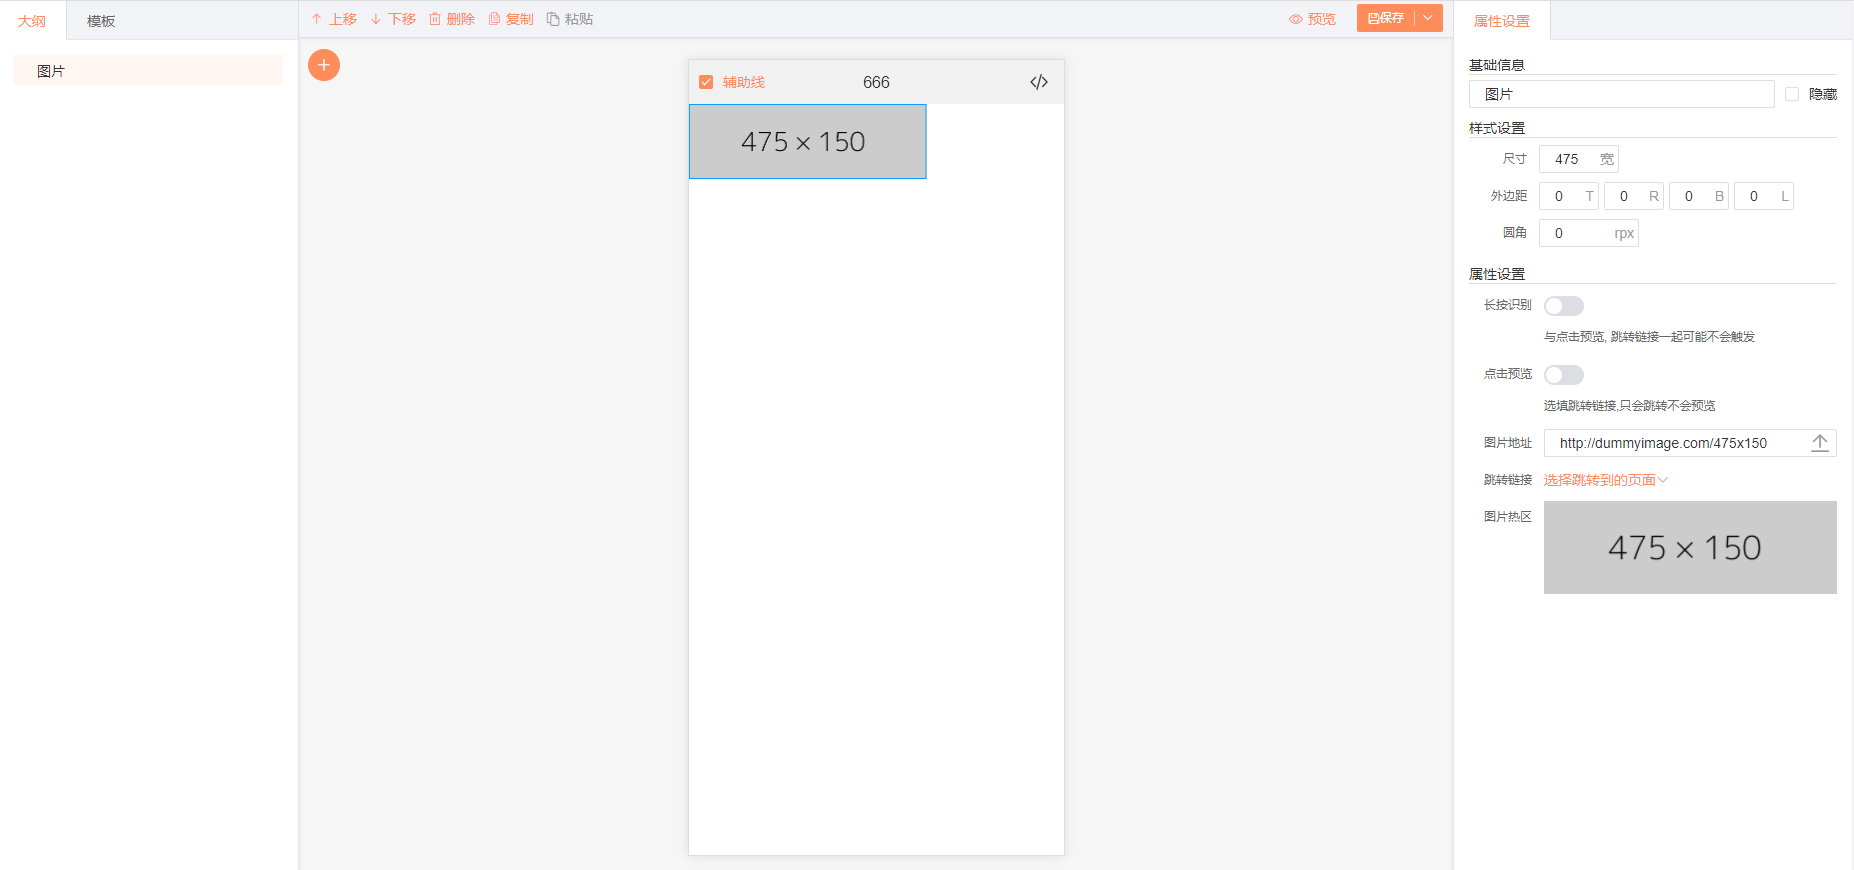 大纲 模板
图片
上移 下移 删除 复制 粘贴 预览 保存
辅助线 666 </>
475 × 150
属性设置
基础信息
图片 隐藏
样式设置
尺寸 475 宽
外边距 0 T 0 R 0 B 0 L
圆角 0 rpx
属性设置
长按识别
与点击预览, 跳转链接一起可能不会触发
点击预览
选填跳转链接,只会跳转不会预览
图片地址 http://dummyimage.com/475x150
跳转链接 选择跳转到的页面
图片热区
475 × 150